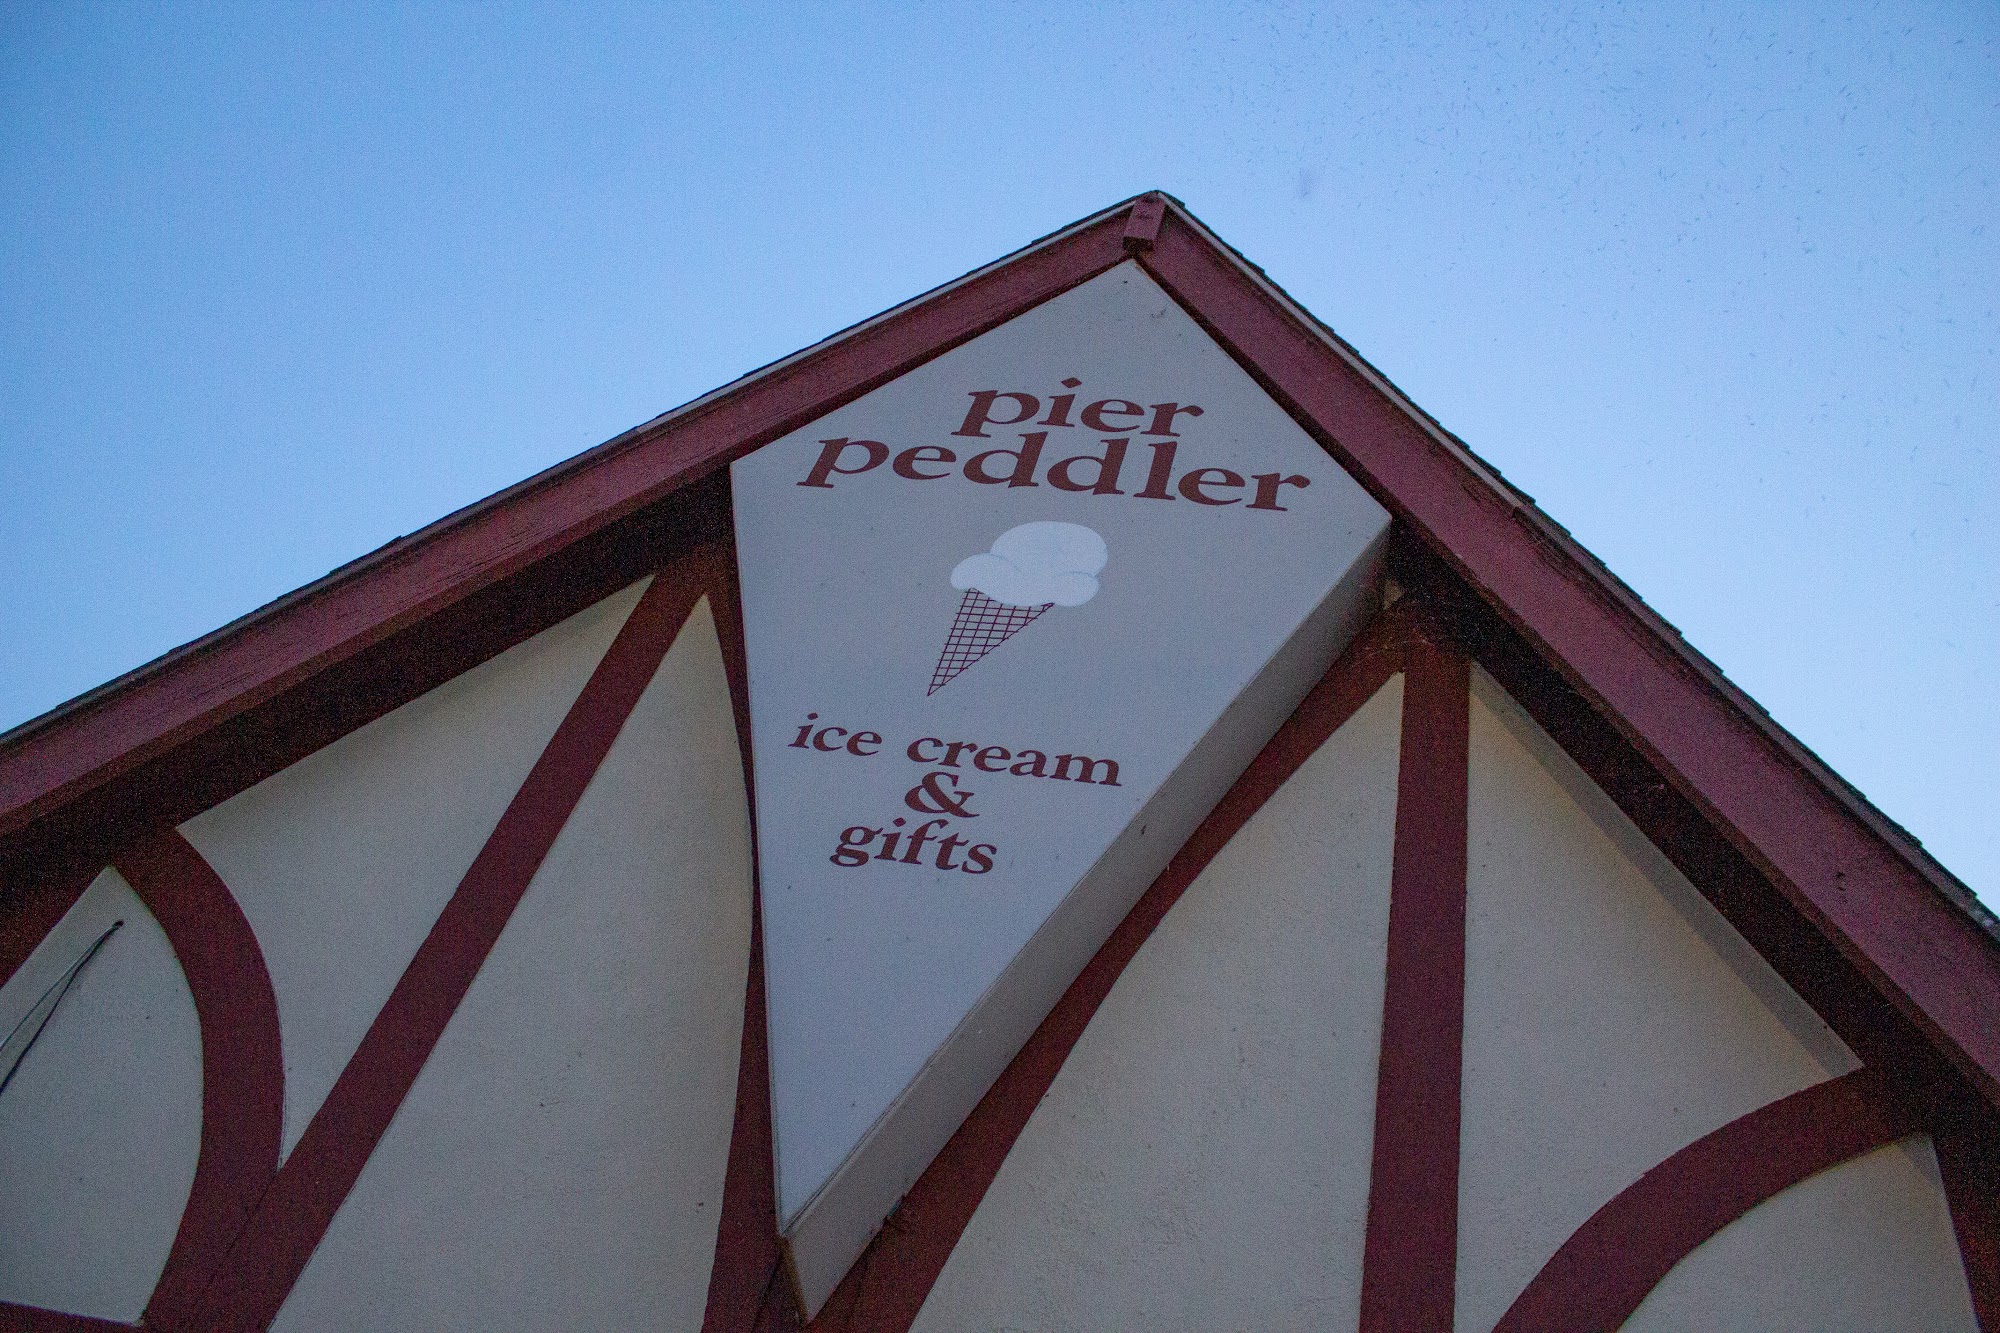 pier
peddler
ice cream
&
gifts